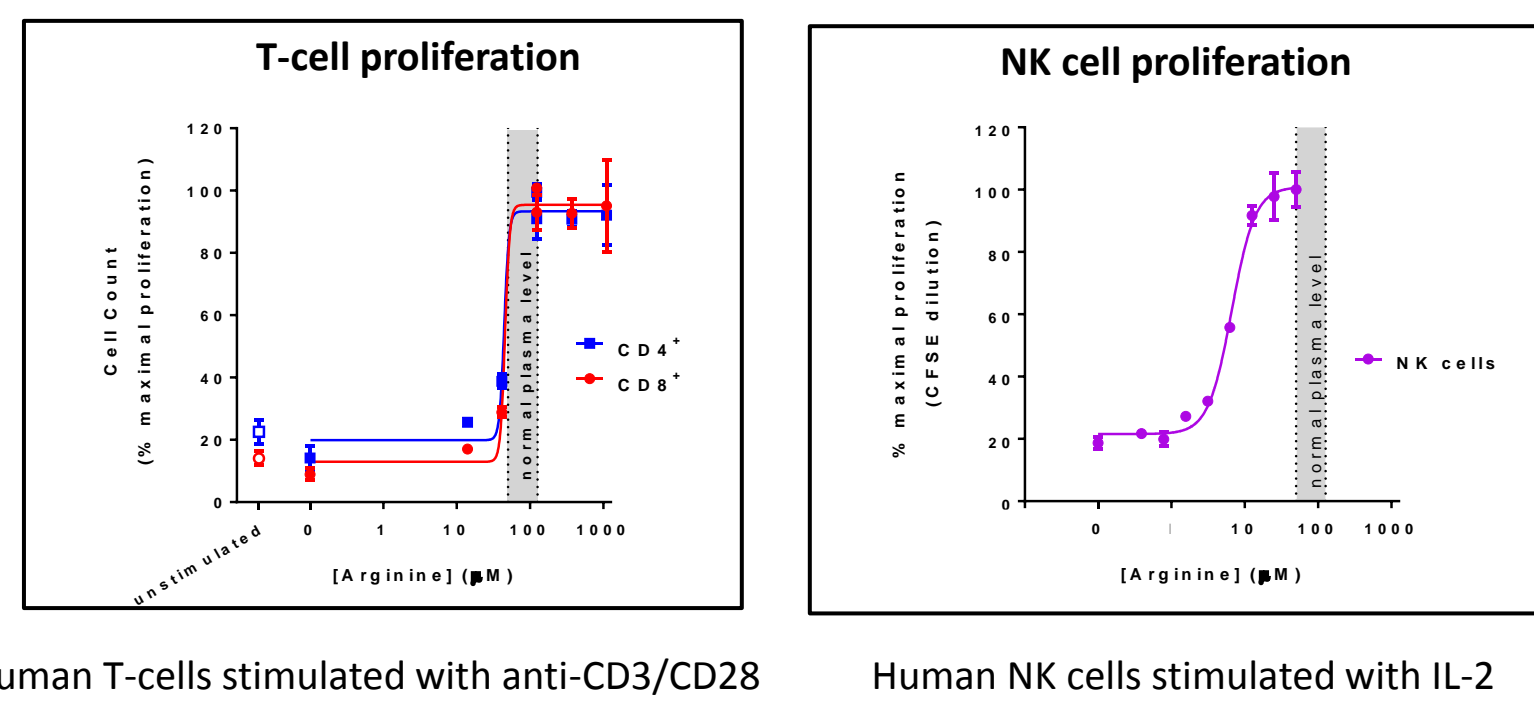 T-cell proliferation
120
100
80
60
40
20
0
Cell Count
(% maximal proliferation)
normal plasma level
CD4+
CD8+
unstimulated
0 1 10 100 1000
[Arginine] (μM)
NK cell proliferation
120
100
80
60
40
20
0
% maximal proliferation
(CFSE dilution)
normal plasma level
NK cells
0 10 100 1000
[Arginine] (μM)
uman T-cells stimulated with anti-CD3/CD28
Human NK cells stimulated with IL-2